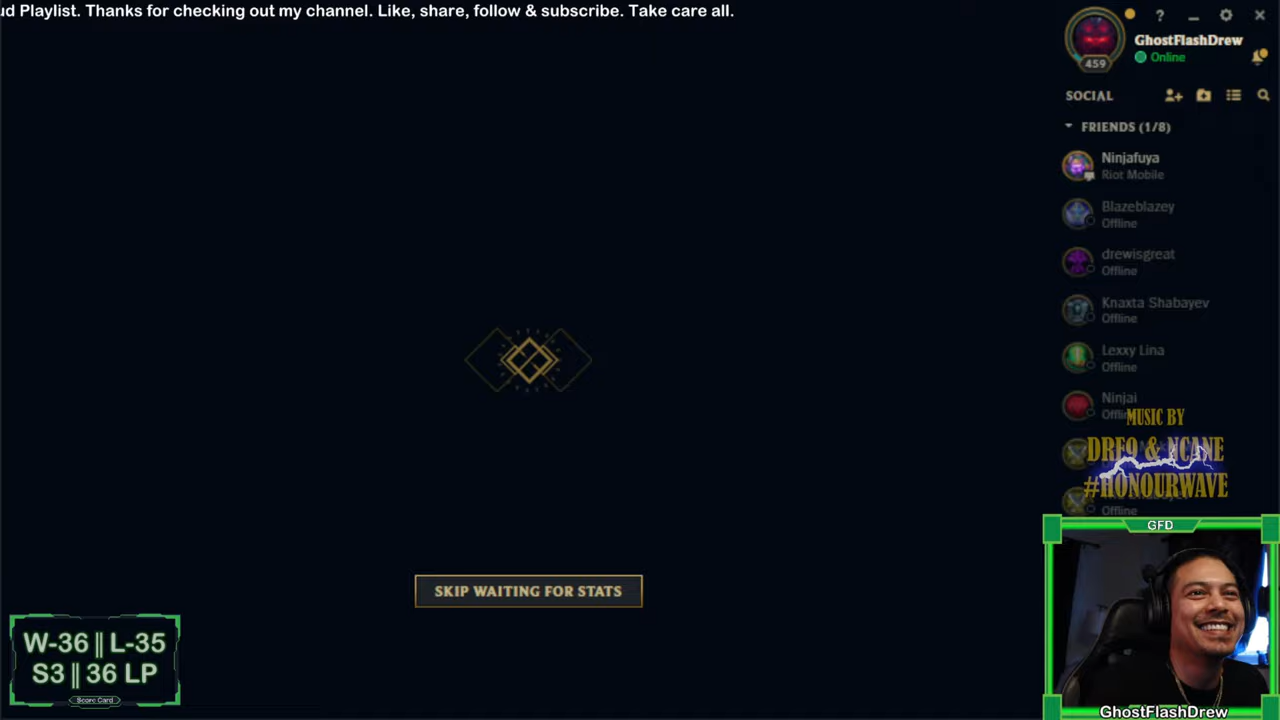 ud Playlist. Thanks for checking out my channel. Like, share, follow & subscribe. Take care all.
?
GhostFlashDrew
459
Online
SOCIAL
FRIENDS (1/8)
Ninjafuya
Riot Mobile
Blazeblazey
Offline
drewisgreat
Offline
Knaxta Shabayev
Offline
Lexxy Lina
Offline
Ninjai
Offline
MUSIC BY
DREQ & NCANE
#HONOURWAVE
Offline
SKIP WAITING FOR STATS
GFD
W-36 || L-35
S3 || 36 LP
Score Card
GhostFlashDrew